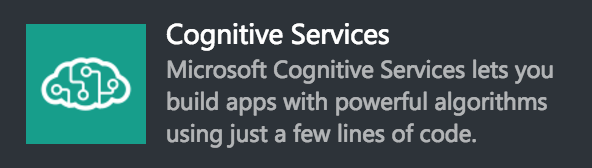 Cognitive Services
Microsoft Cognitive Services lets you
build apps with powerful algorithms
using just a few lines of code.